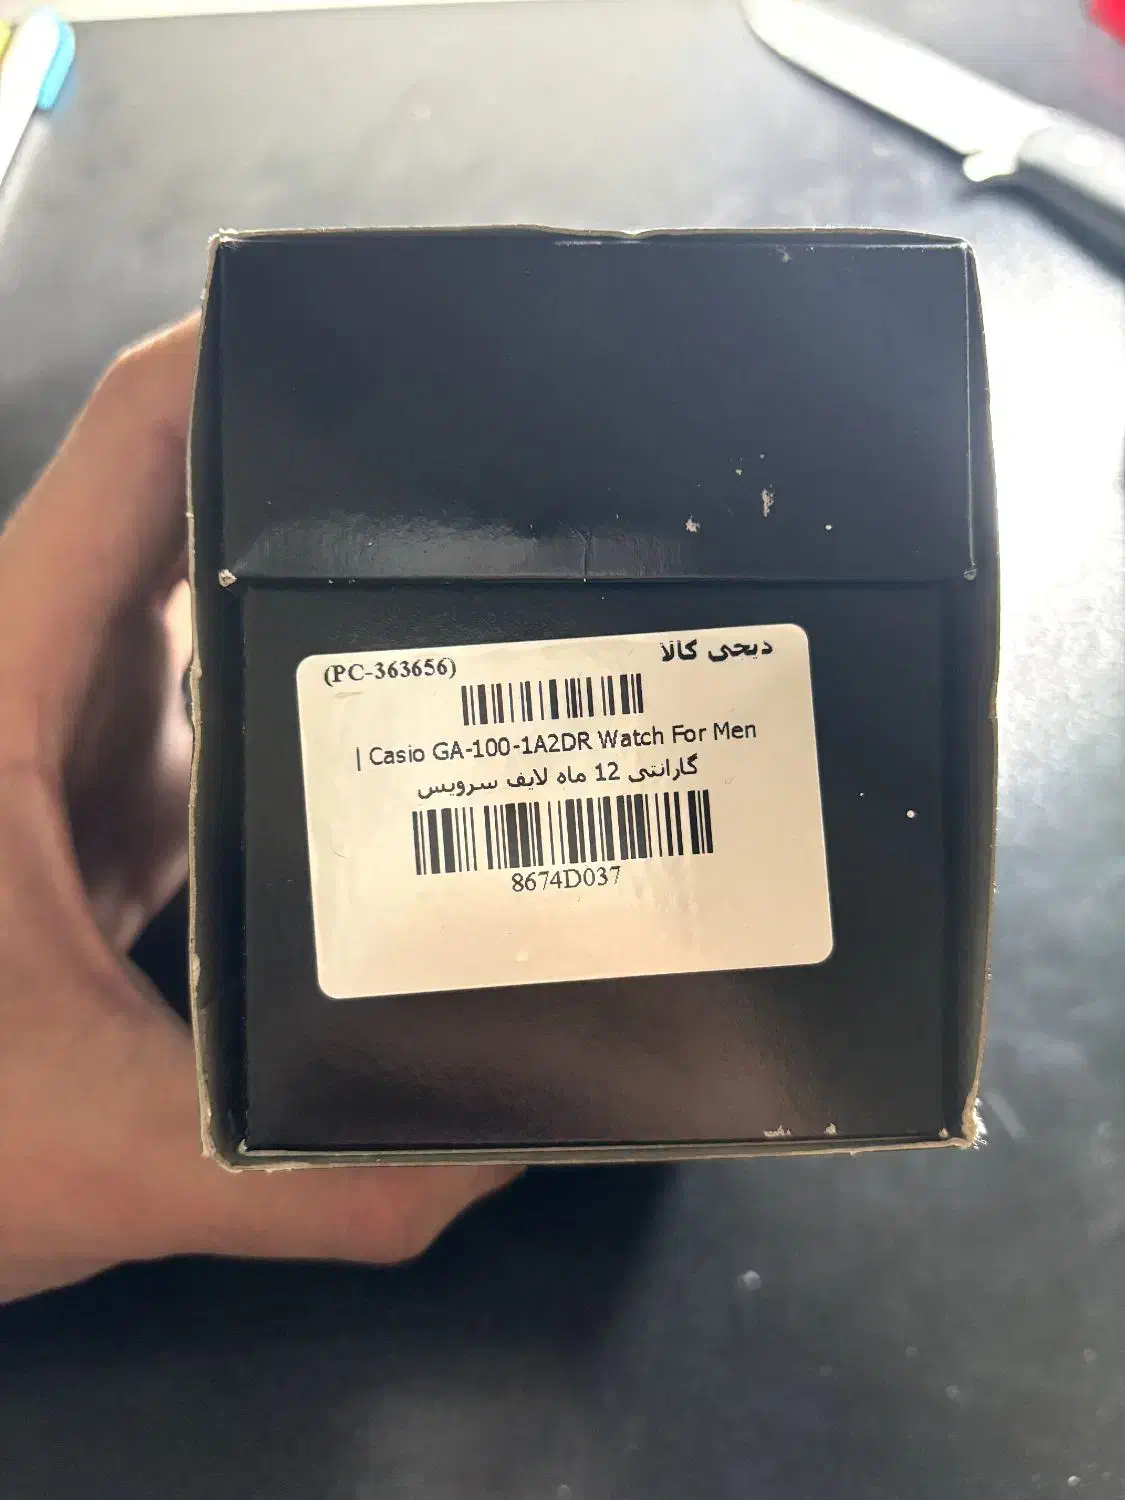 دیجی کالا
(PC-363656)
| Casio GA-100-1A2DR Watch For Men
گارانتی 12 ماه لایف سرویس
8674D037